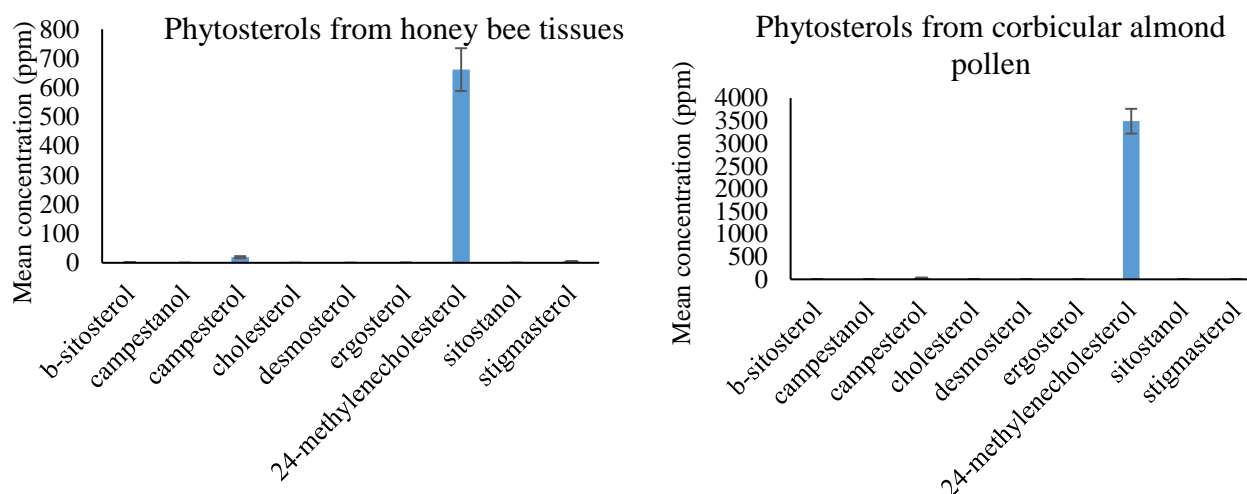 Phytosterols from honey bee tissues
Mean concentration (ppm)
800
700
600
500
400
300
200
100
0
b-sitosterol
campestanol
campesterol
cholesterol
desmosterol
ergosterol
24-methylenecholesterol
sitostanol
stigmasterol
Phytosterols from corbicular almond
pollen
Mean concentration (ppm)
4000
3500
3000
2500
2000
1500
1000
500
0
b-sitosterol
campestanol
campesterol
cholesterol
desmosterol
ergosterol
24-methylenecholesterol
sitostanol
stigmasterol